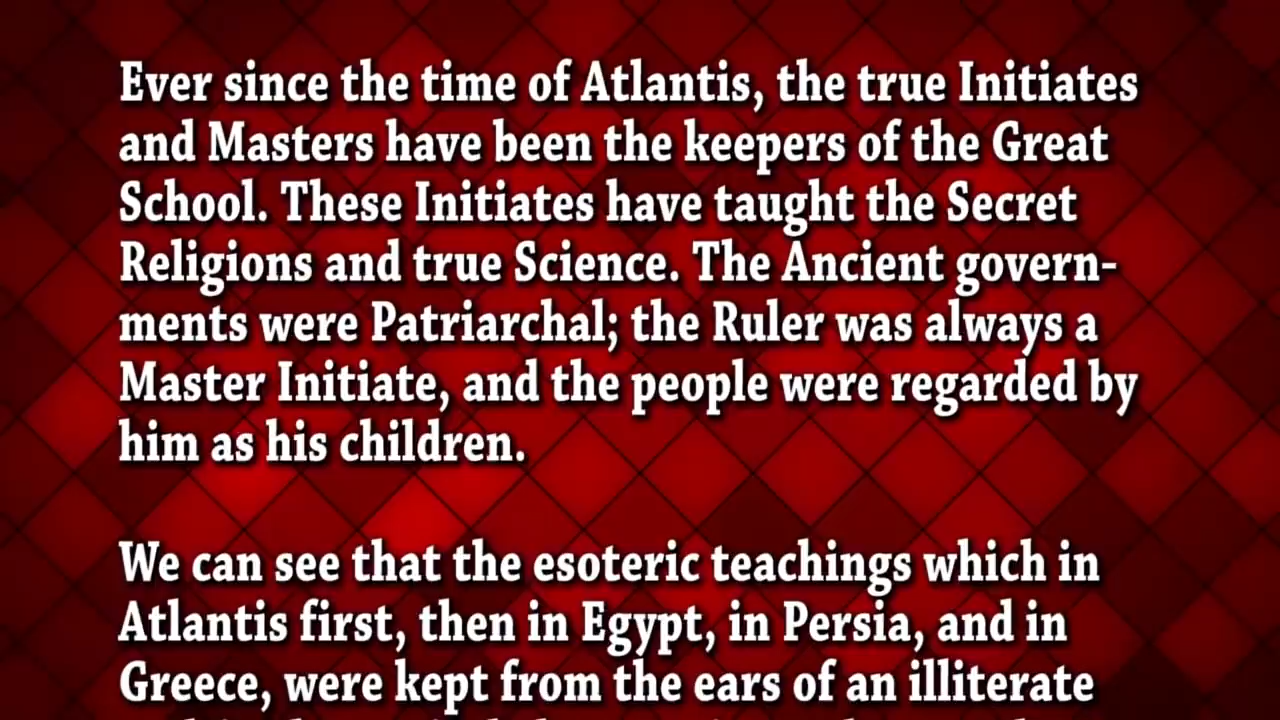 Ever since the time of Atlantis, the true Initiates
and Masters have been the keepers of the Great
School. These Initiates have taught the Secret
Religions and true Science. The Ancient govern-
ments were Patriarchal; the Ruler was always a
Master Initiate, and the people were regarded by
him as his children.
We can see that the esoteric teachings which in
Atlantis first, then in Egypt, in Persia, and in
Greece, were kept from the ears of an illiterate